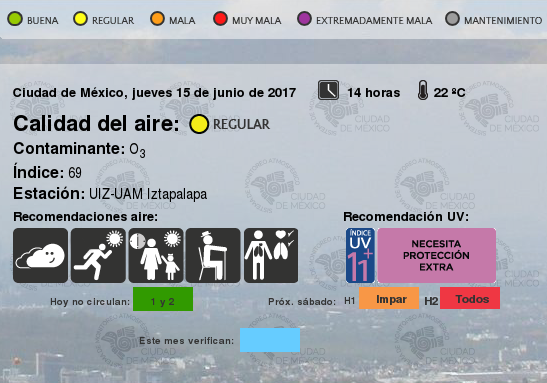 BUENA REGULAR MALA MUY MALA EXTREMADAMENTE MALA MANTENIMIENTO
Ciudad de México, jueves 15 de junio de 2017 14 horas 22 ºC
Calidad del aire: REGULAR
Contaminante: O3
Índice: 69
Estación: UIZ-UAM Iztapalapa
Recomendaciones aire: Recomendación UV:
ÍNDICE UV 11+ NECESITA PROTECCIÓN EXTRA
Hoy no circulan: 1 y 2 Próx. sábado: H1 Impar H2 Todos
Este mes verifican: